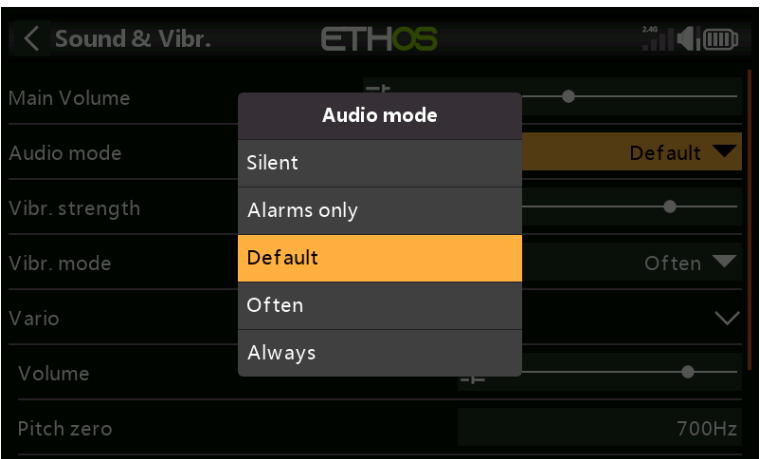 Sound & Vibr.
ETHOS
2.4G
Main Volume
Audio mode
Audio mode
Default
Silent
Vibr. strength
Alarms only
Vibr. mode
Default
Often
Often
Vario
Always
Volume
Pitch zero
700Hz